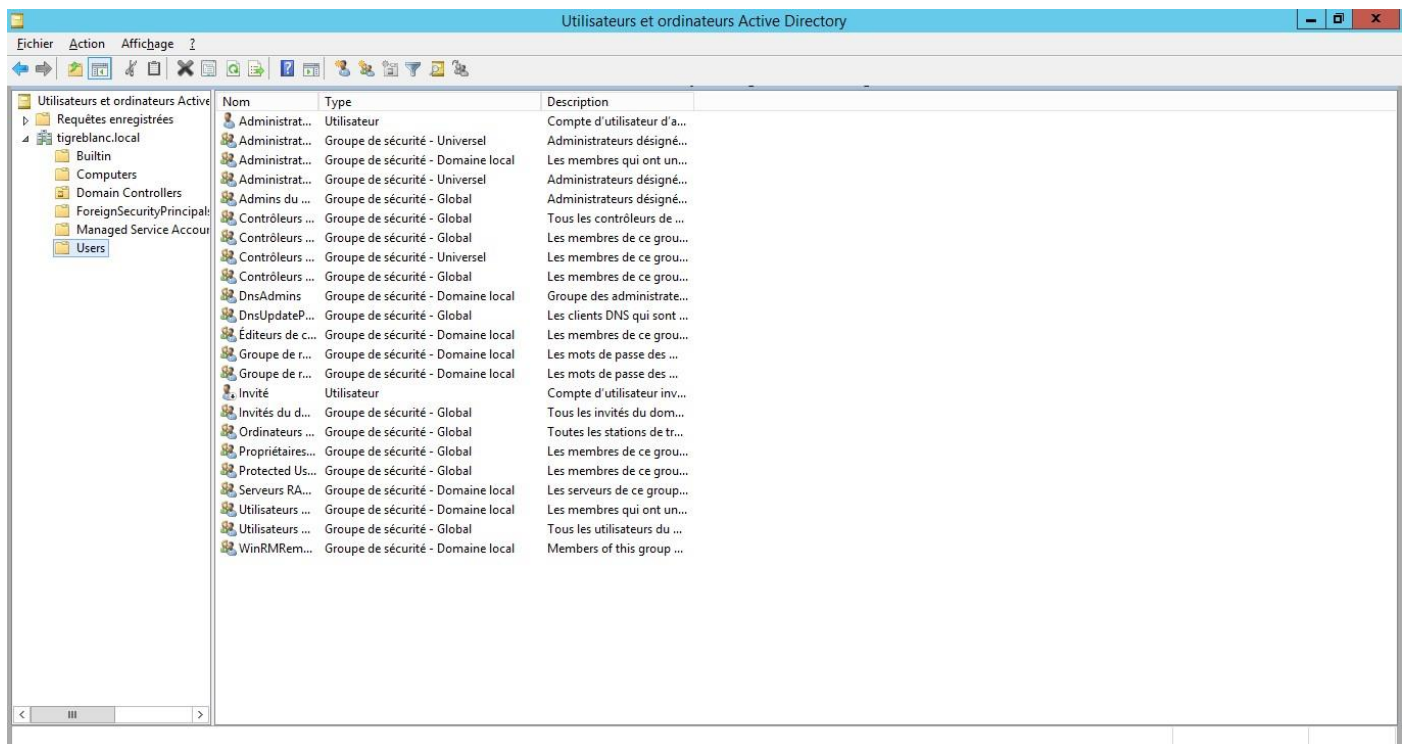 Utilisateurs et ordinateurs Active Directory
Fichier Action Affichage ?
Utilisateurs et ordinateurs Active
Requêtes enregistrées
tigreblanc.local
Builtin
Computers
Domain Controllers
ForeignSecurityPrincipal
Managed Service Accour
Users
Nom Type Description
Administrat... Utilisateur Compte d'utilisateur d'a...
Administrat... Groupe de sécurité - Universel Administrateurs désigné...
Administrat... Groupe de sécurité - Domaine local Les membres qui ont un...
Administrat... Groupe de sécurité - Universel Administrateurs désigné...
Admins du ... Groupe de sécurité - Global Administrateurs désigné...
Contrôleurs ... Groupe de sécurité - Global Tous les contrôleurs de ...
Contrôleurs ... Groupe de sécurité - Global Les membres de ce grou...
Contrôleurs ... Groupe de sécurité - Universel Les membres de ce grou...
Contrôleurs ... Groupe de sécurité - Global Les membres de ce grou...
DnsAdmins Groupe de sécurité - Domaine local Groupe des administrate...
DnsUpdateP... Groupe de sécurité - Global Les clients DNS qui sont ...
Éditeurs de c... Groupe de sécurité - Domaine local Les membres de ce grou...
Groupe de r... Groupe de sécurité - Domaine local Les mots de passe des ...
Groupe de r... Groupe de sécurité - Domaine local Les mots de passe des ...
Invité Utilisateur Compte d'utilisateur inv...
Invités du d... Groupe de sécurité - Global Tous les invités du dom...
Ordinateurs ... Groupe de sécurité - Global Toutes les stations de tr...
Propriétaires... Groupe de sécurité - Global Les membres de ce grou...
Protected Us... Groupe de sécurité - Global Les membres de ce grou...
Serveurs RA... Groupe de sécurité - Domaine local Les serveurs de ce group...
Utilisateurs ... Groupe de sécurité - Domaine local Les membres qui ont un...
Utilisateurs ... Groupe de sécurité - Global Tous les utilisateurs du ...
WinRMRem... Groupe de sécurité - Domaine local Members of this group ...